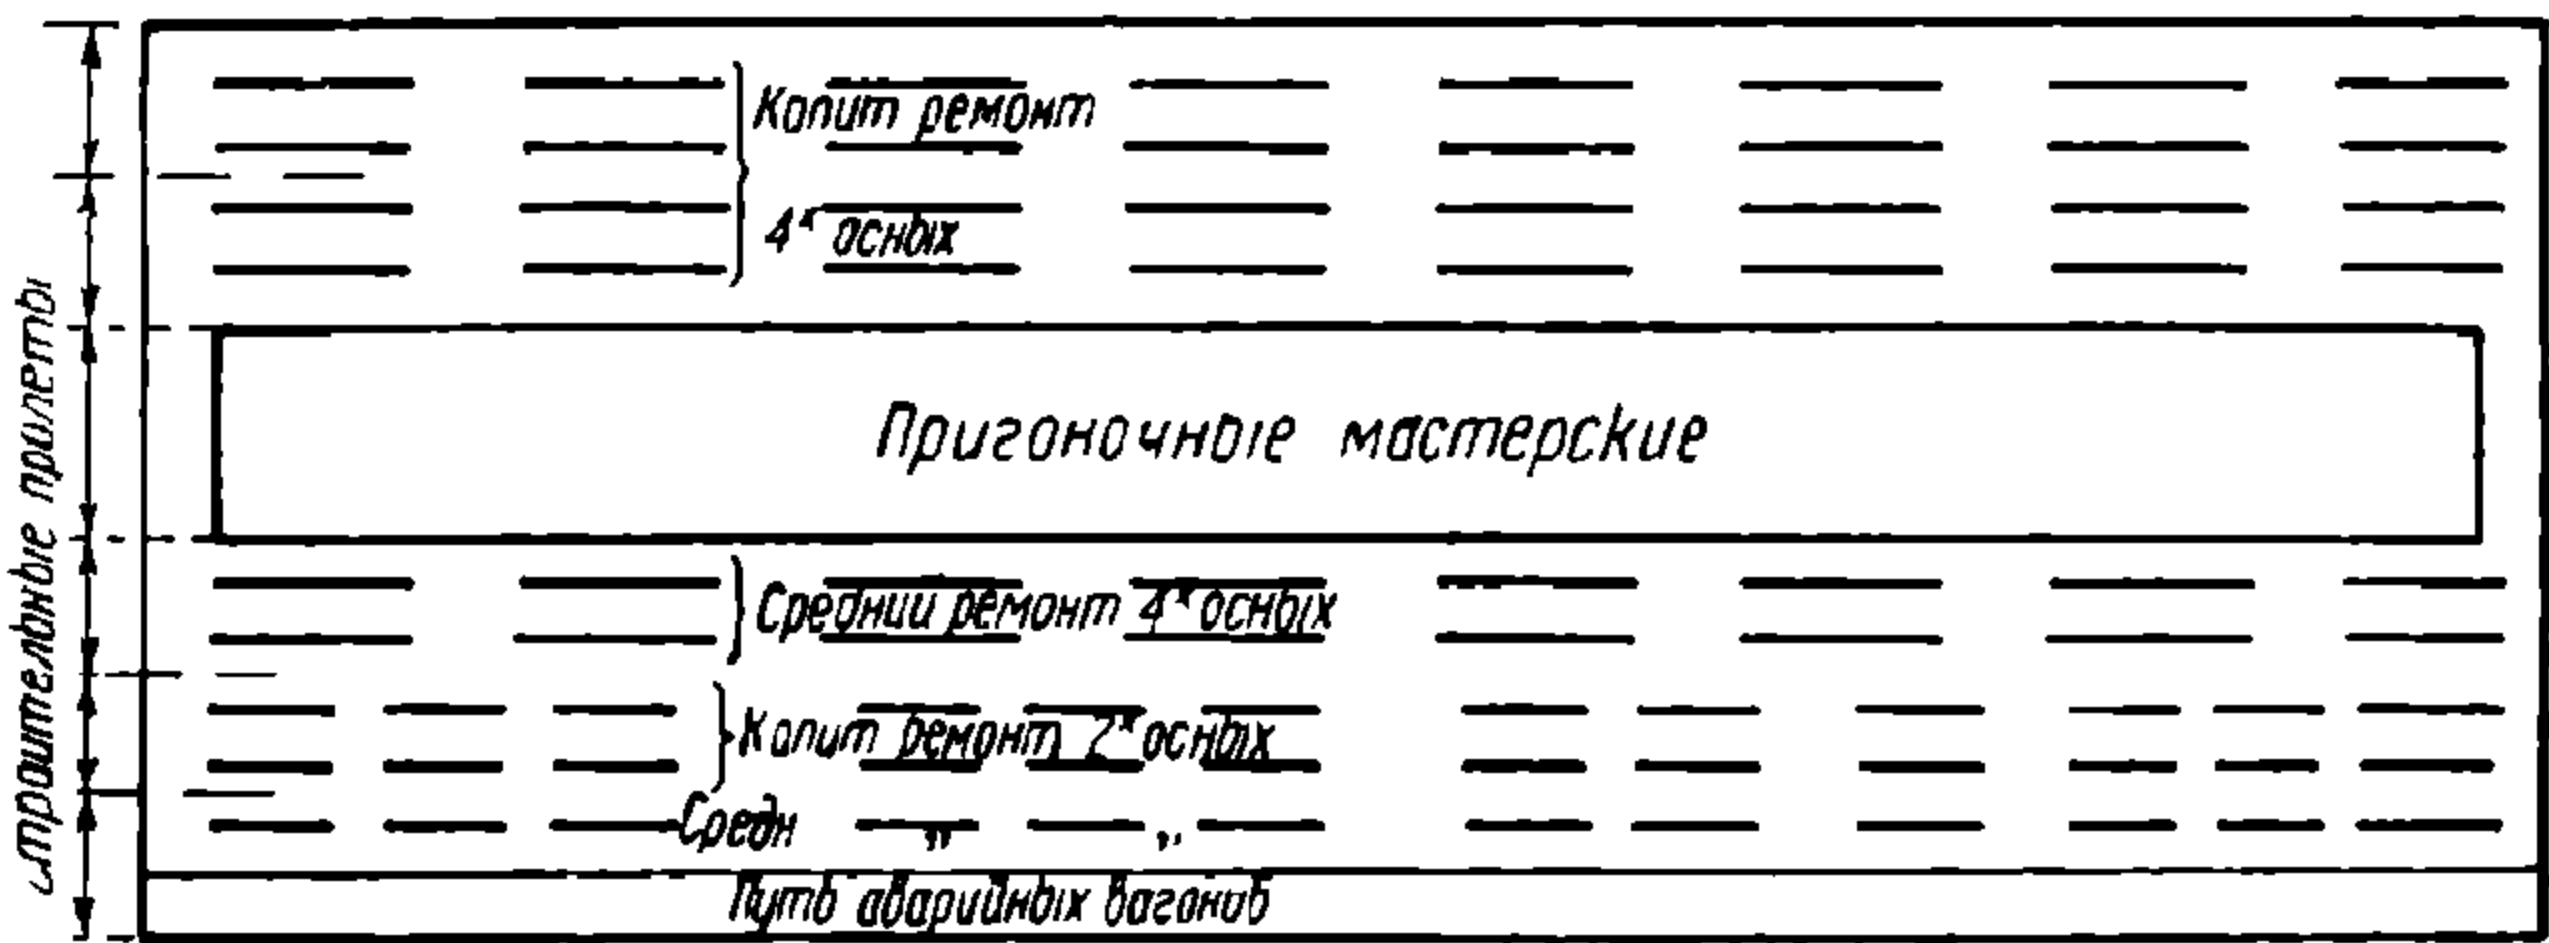 Капит ремонт
4х осных
Строительные пролеты
Пригоночные мастерские
Средний ремонт 4х осных
Капит ремонт 2х осных
Средн " "
Путь аварийных вагонов